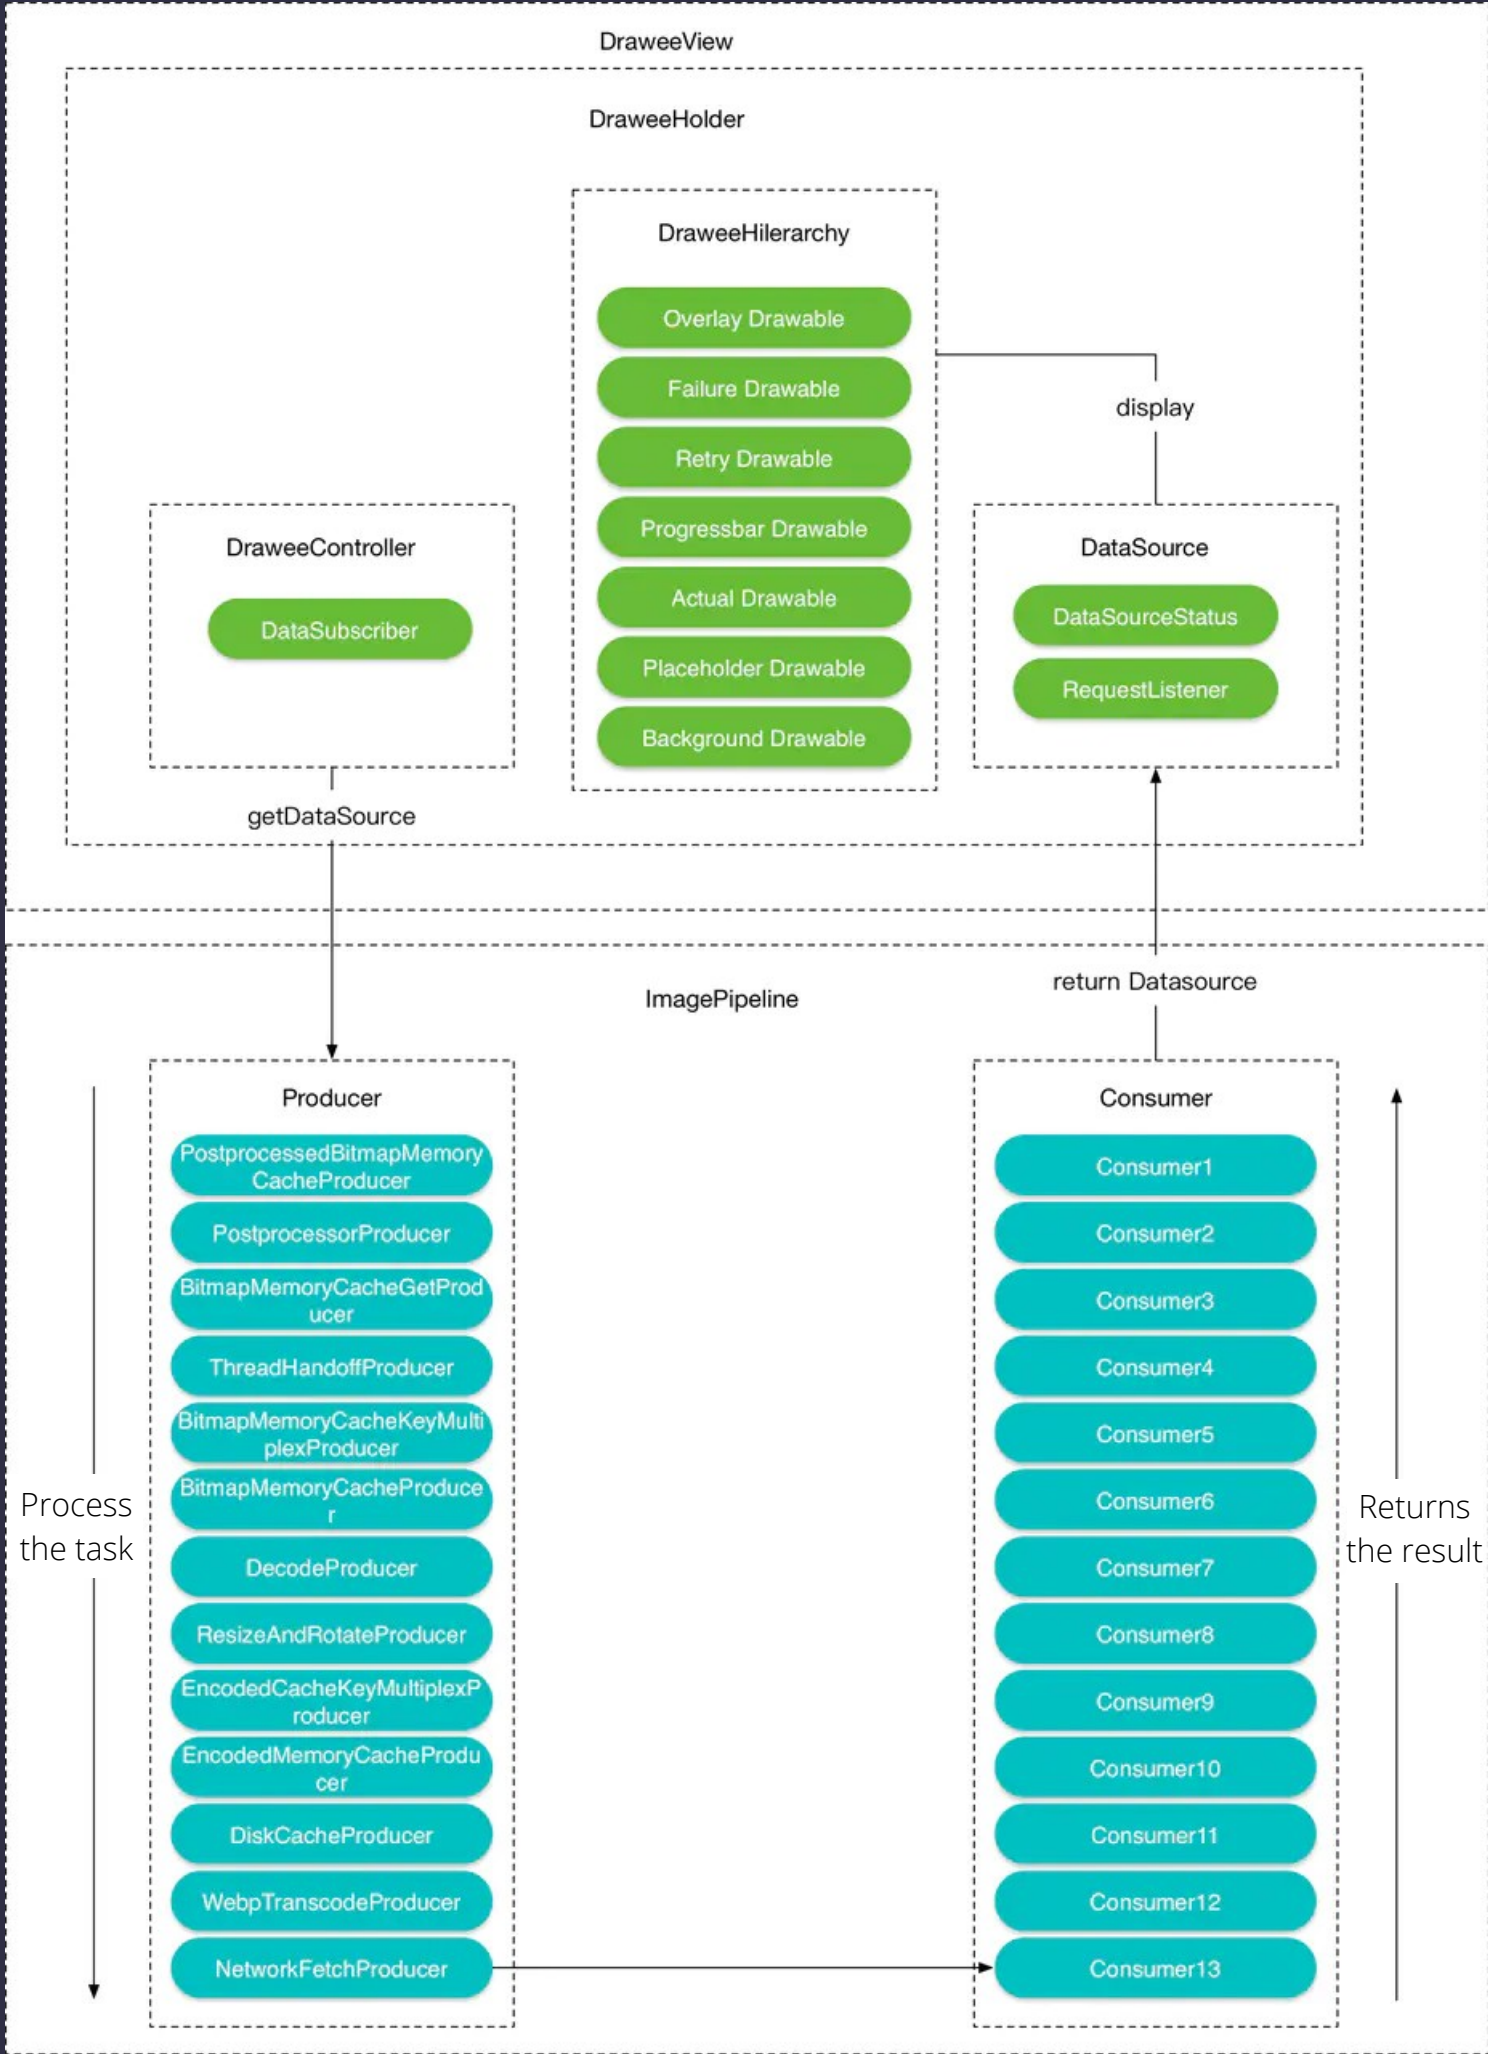 DraweeView
DraweeHolder
DraweeHilerarchy
Overlay Drawable
Failure Drawable
Retry Drawable
Progressbar Drawable
Actual Drawable
Placeholder Drawable
Background Drawable
display
DraweeController
DataSubscriber
getDataSource
DataSource
DataSourceStatus
RequestListener
return Datasource
ImagePipeline
Process
the task
Producer
PostprocessedBitmapMemory
CacheProducer
PostprocessorProducer
BitmapMemoryCacheGetProd
ucer
ThreadHandoffProducer
BitmapMemoryCacheKeyMulti
plexProducer
BitmapMemoryCacheProduce
r
DecodeProducer
ResizeAndRotateProducer
EncodedCacheKeyMultiplexP
roducer
EncodedMemoryCacheProdu
cer
DiskCacheProducer
WebpTranscodeProducer
NetworkFetchProducer
Consumer
Consumer1
Consumer2
Consumer3
Consumer4
Consumer5
Consumer6
Consumer7
Consumer8
Consumer9
Consumer10
Consumer11
Consumer12
Consumer13
Returns
the result